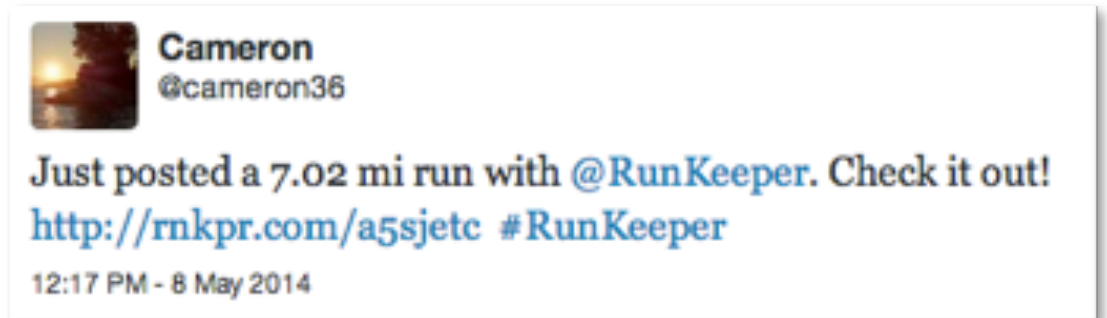 Cameron
@cameron36
Just posted a 7.02 mi run with @RunKeeper. Check it out!
http://rnkpr.com/a5sjetc #RunKeeper
12:17 PM - 8 May 2014